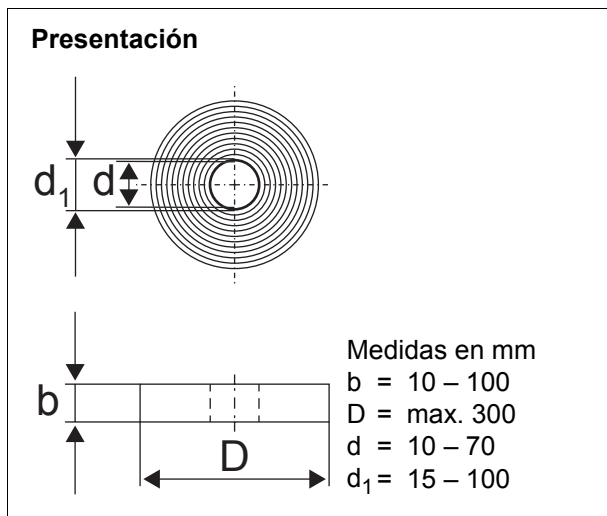 Presentación
d₁
d
b
D
Medidas en mm
b = 10 – 100
D = max. 300
d = 10 – 70
d₁ = 15 – 100